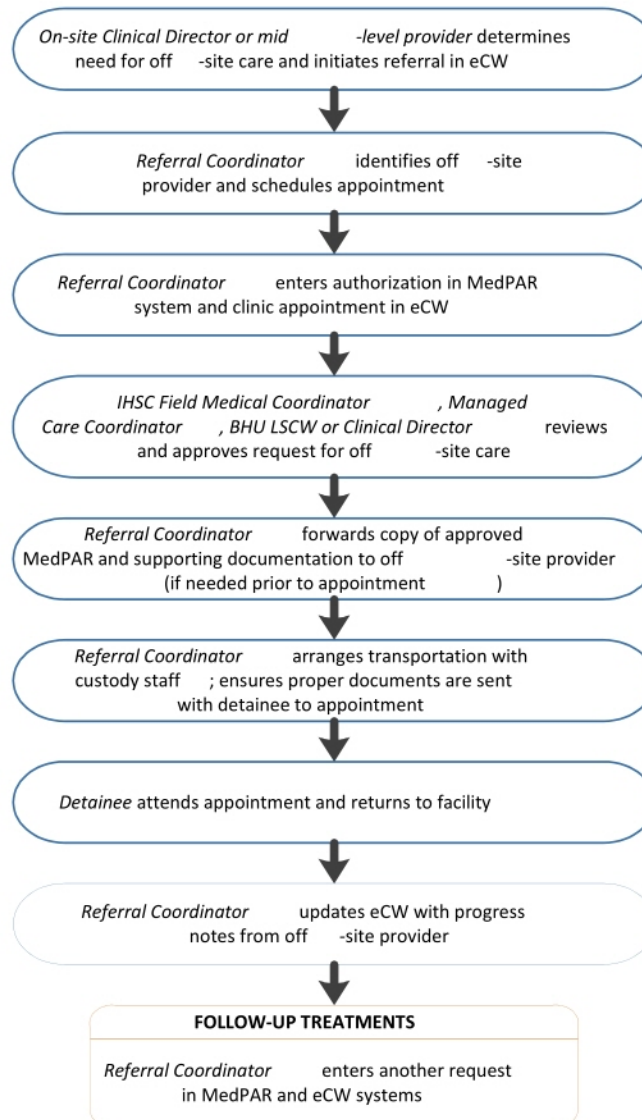 On-site Clinical Director or mid -level provider determines
need for off -site care and initiates referral in eCW
Referral Coordinator identifies off -site
provider and schedules appointment
Referral Coordinator enters authorization in MedPAR
system and clinic appointment in eCW
IHSC Field Medical Coordinator , Managed
Care Coordinator , BHU LSCW or Clinical Director reviews
and approves request for off -site care
Referral Coordinator forwards copy of approved
MedPAR and supporting documentation to off -site provider
(if needed prior to appointment )
Referral Coordinator arranges transportation with
custody staff ; ensures proper documents are sent
with detainee to appointment
Detainee attends appointment and returns to facility
Referral Coordinator updates eCW with progress
notes from off -site provider
FOLLOW-UP TREATMENTS
Referral Coordinator enters another request
in MedPAR and eCW systems